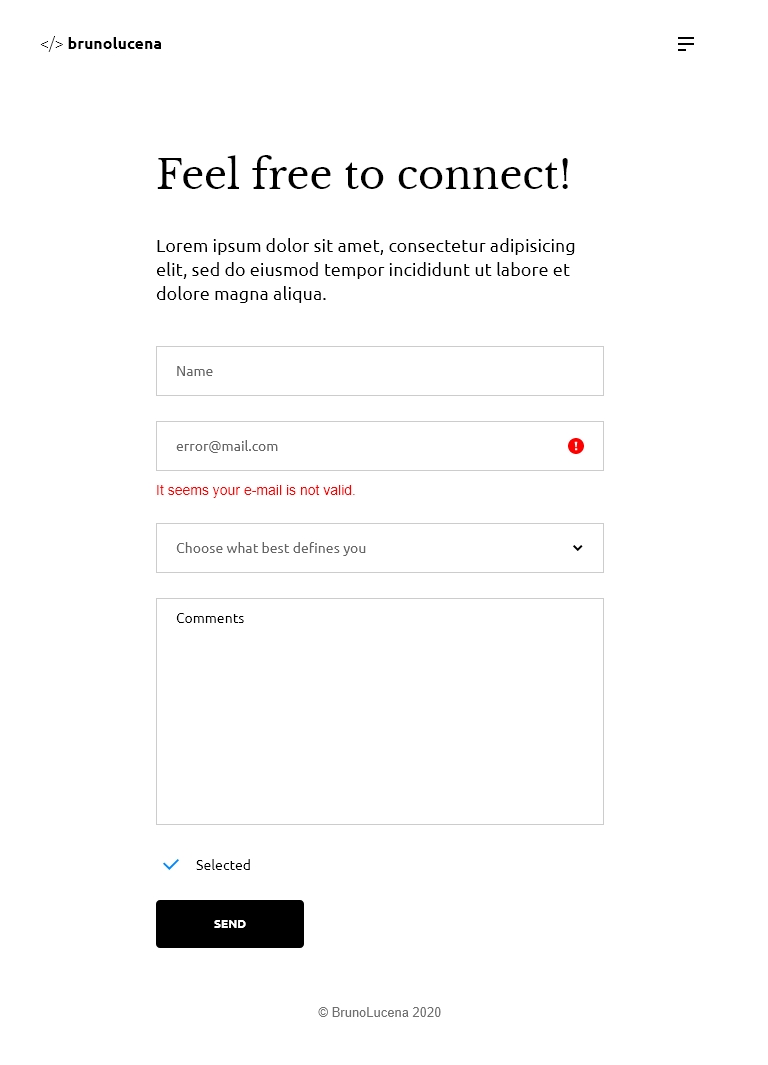 </> brunolucena
Feel free to connect!
Lorem ipsum dolor sit amet, consectetur adipisicing
elit, sed do eiusmod tempor incididunt ut labore et
dolore magna aliqua.
Name
error@mail.com
It seems your e-mail is not valid.
Choose what best defines you
Comments
Selected
SEND
© BrunoLucena 2020